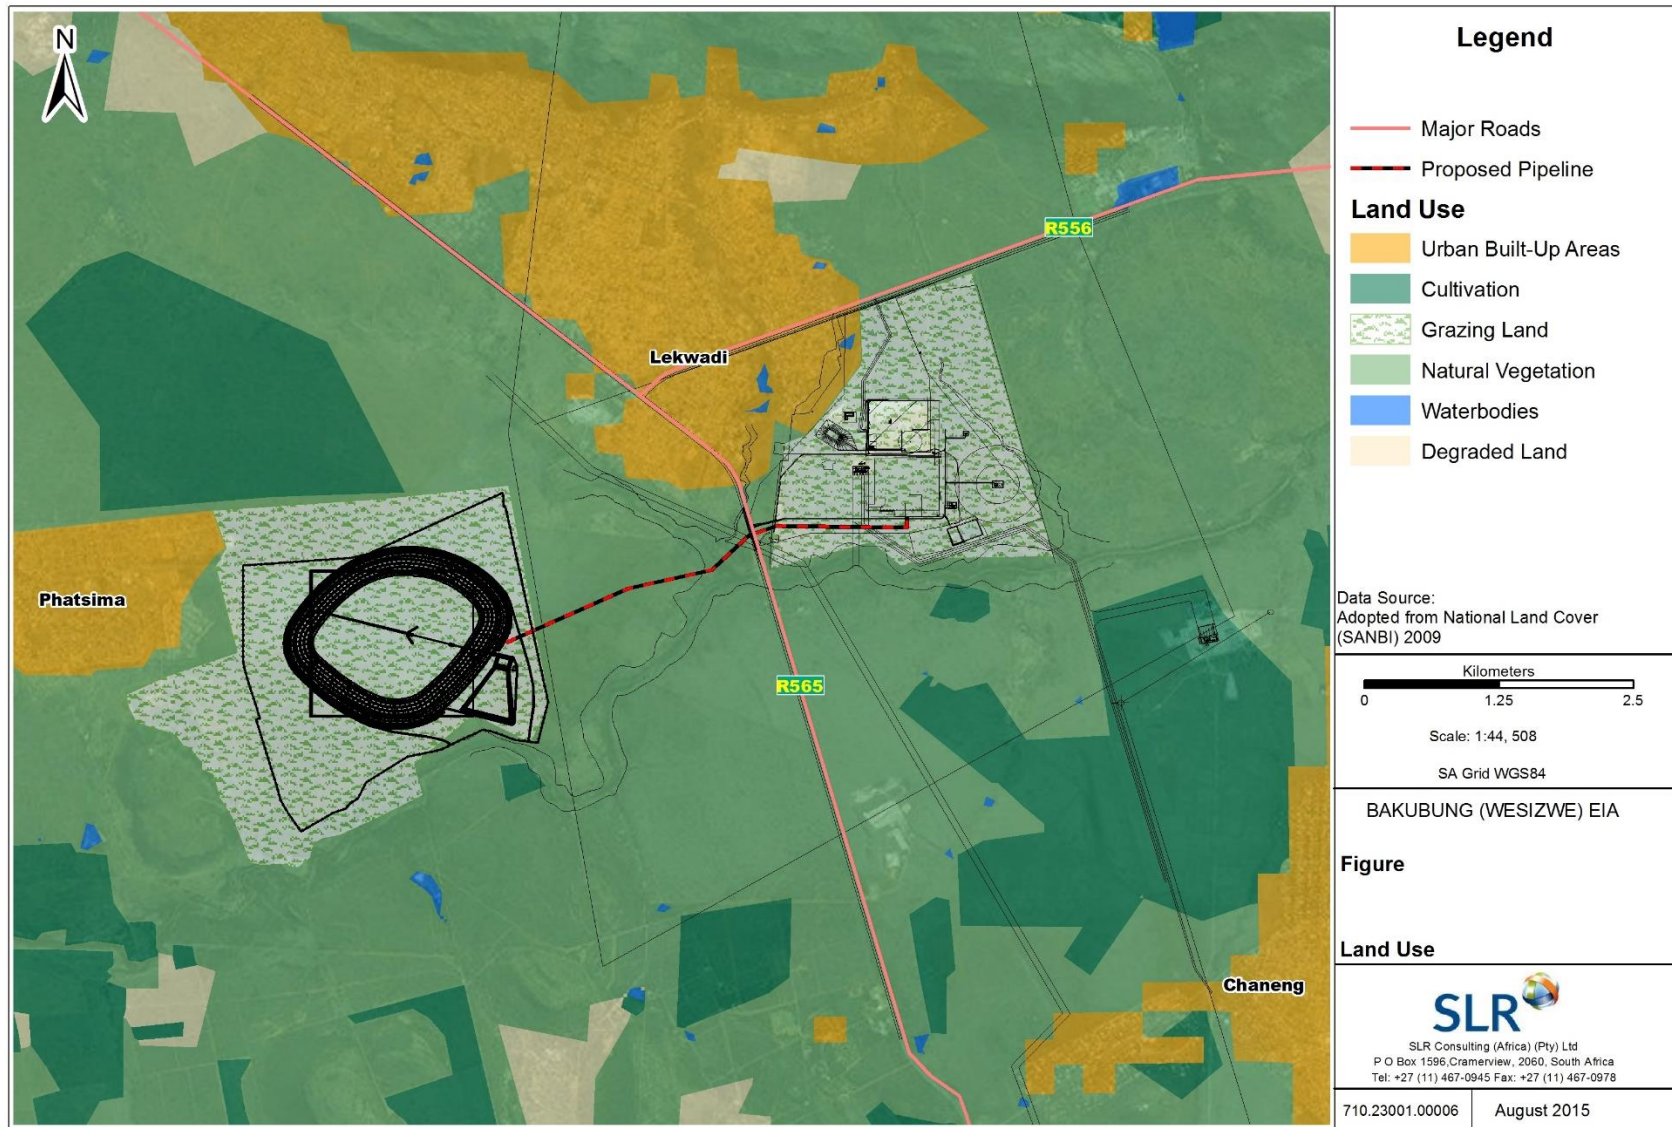 N
R556
Lekwadi
Phatsima
R565
Chaneng
Legend
Major Roads
Proposed Pipeline
Land Use
Urban Built-Up Areas
Cultivation
Grazing Land
Natural Vegetation
Waterbodies
Degraded Land
Data Source:
Adopted from National Land Cover
(SANBI) 2009
Kilometers
0 1.25 2.5
Scale: 1:44, 508
SA Grid WGS84
BAKUBUNG (WESIZWE) EIA
Figure
Land Use
SLR
SLR Consulting (Africa) (Pty) Ltd
P O Box 1596,Cramerview, 2060, South Africa
Tel: +27 (11) 467-0945 Fax: +27 (11) 467-0978
710.23001.00006 August 2015